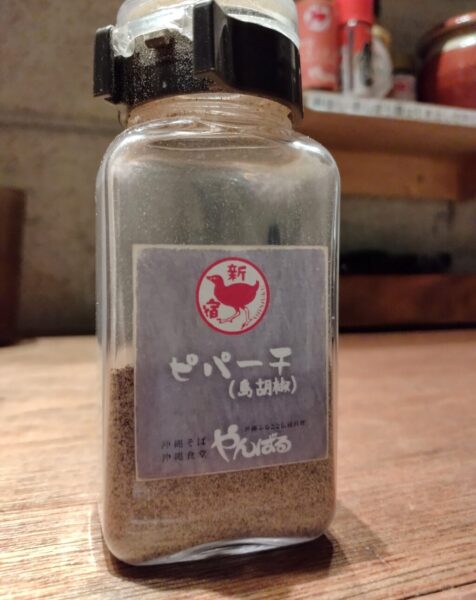 新
宿
ピパーチ
(島胡椒)
沖縄そば
沖縄食堂
やんばる